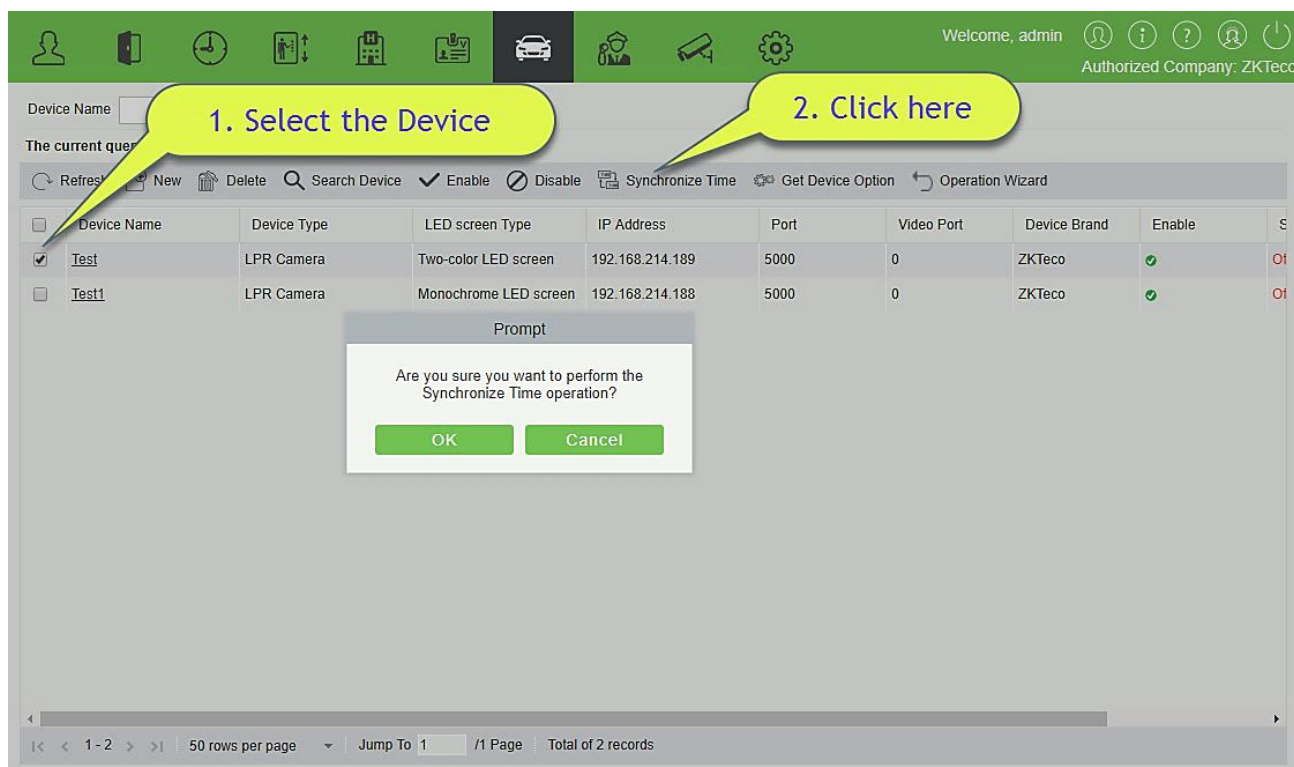 Welcome, admin
Authorized Company: ZKTeco
Device Name
1. Select the Device
2. Click here
The current
Refresh New Delete Search Device Enable Disable Synchronize Time Get Device Option Operation Wizard
Device Name Device Type LED screen Type IP Address Port Video Port Device Brand Enable
Test LPR Camera Two-color LED screen 192.168.214.189 5000 0 ZKTeco
Test1 LPR Camera Monochrome LED screen 192.168.214.188 5000 0 ZKTeco
Prompt
Are you sure you want to perform the
Synchronize Time operation?
OK Cancel
1 - 2 50 rows per page Jump To 1 /1 Page Total of 2 records